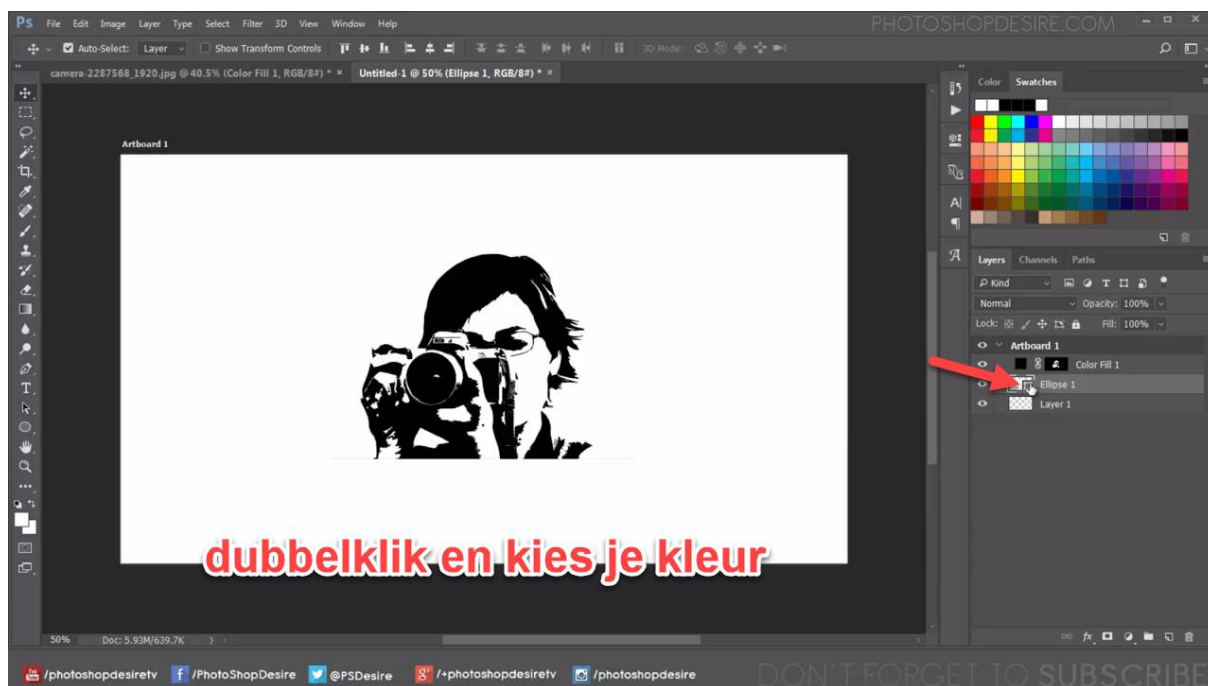 PHOTOSHOPDESIRE.COM
Ps File Edit Image Layer Type Select Filter 3D View Window Help
Auto-Select: Layer Show Transform Controls 3D Mode:
camera-2287568_1920.jpg @ 40.5% (Color Fill 1, RGB/8#) * × Untitled-1 @ 50% (Ellipse 1, RGB/8#) * ×
Color Swatches
Artboard 1
Layers Channels Paths
Kind
Normal Opacity: 100%
Lock: Fill: 100%
Artboard 1
Color Fill 1
Ellipse 1
Layer 1
dubbelklik en kies je kleur
50% Doc: 5.93M/639.7K
fx
/photoshopdesiretv /PhotoShopDesire @PSDesire /+photoshopdesiretv /photoshopdesire
DON'T FORGET TO SUBSCRIBE